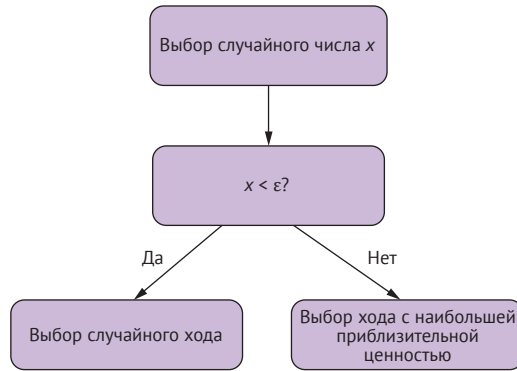 Выбор случайного числа x
x < ε?
Да
Нет
Выбор случайного хода
Выбор хода с наибольшей
приблизительной
ценностью